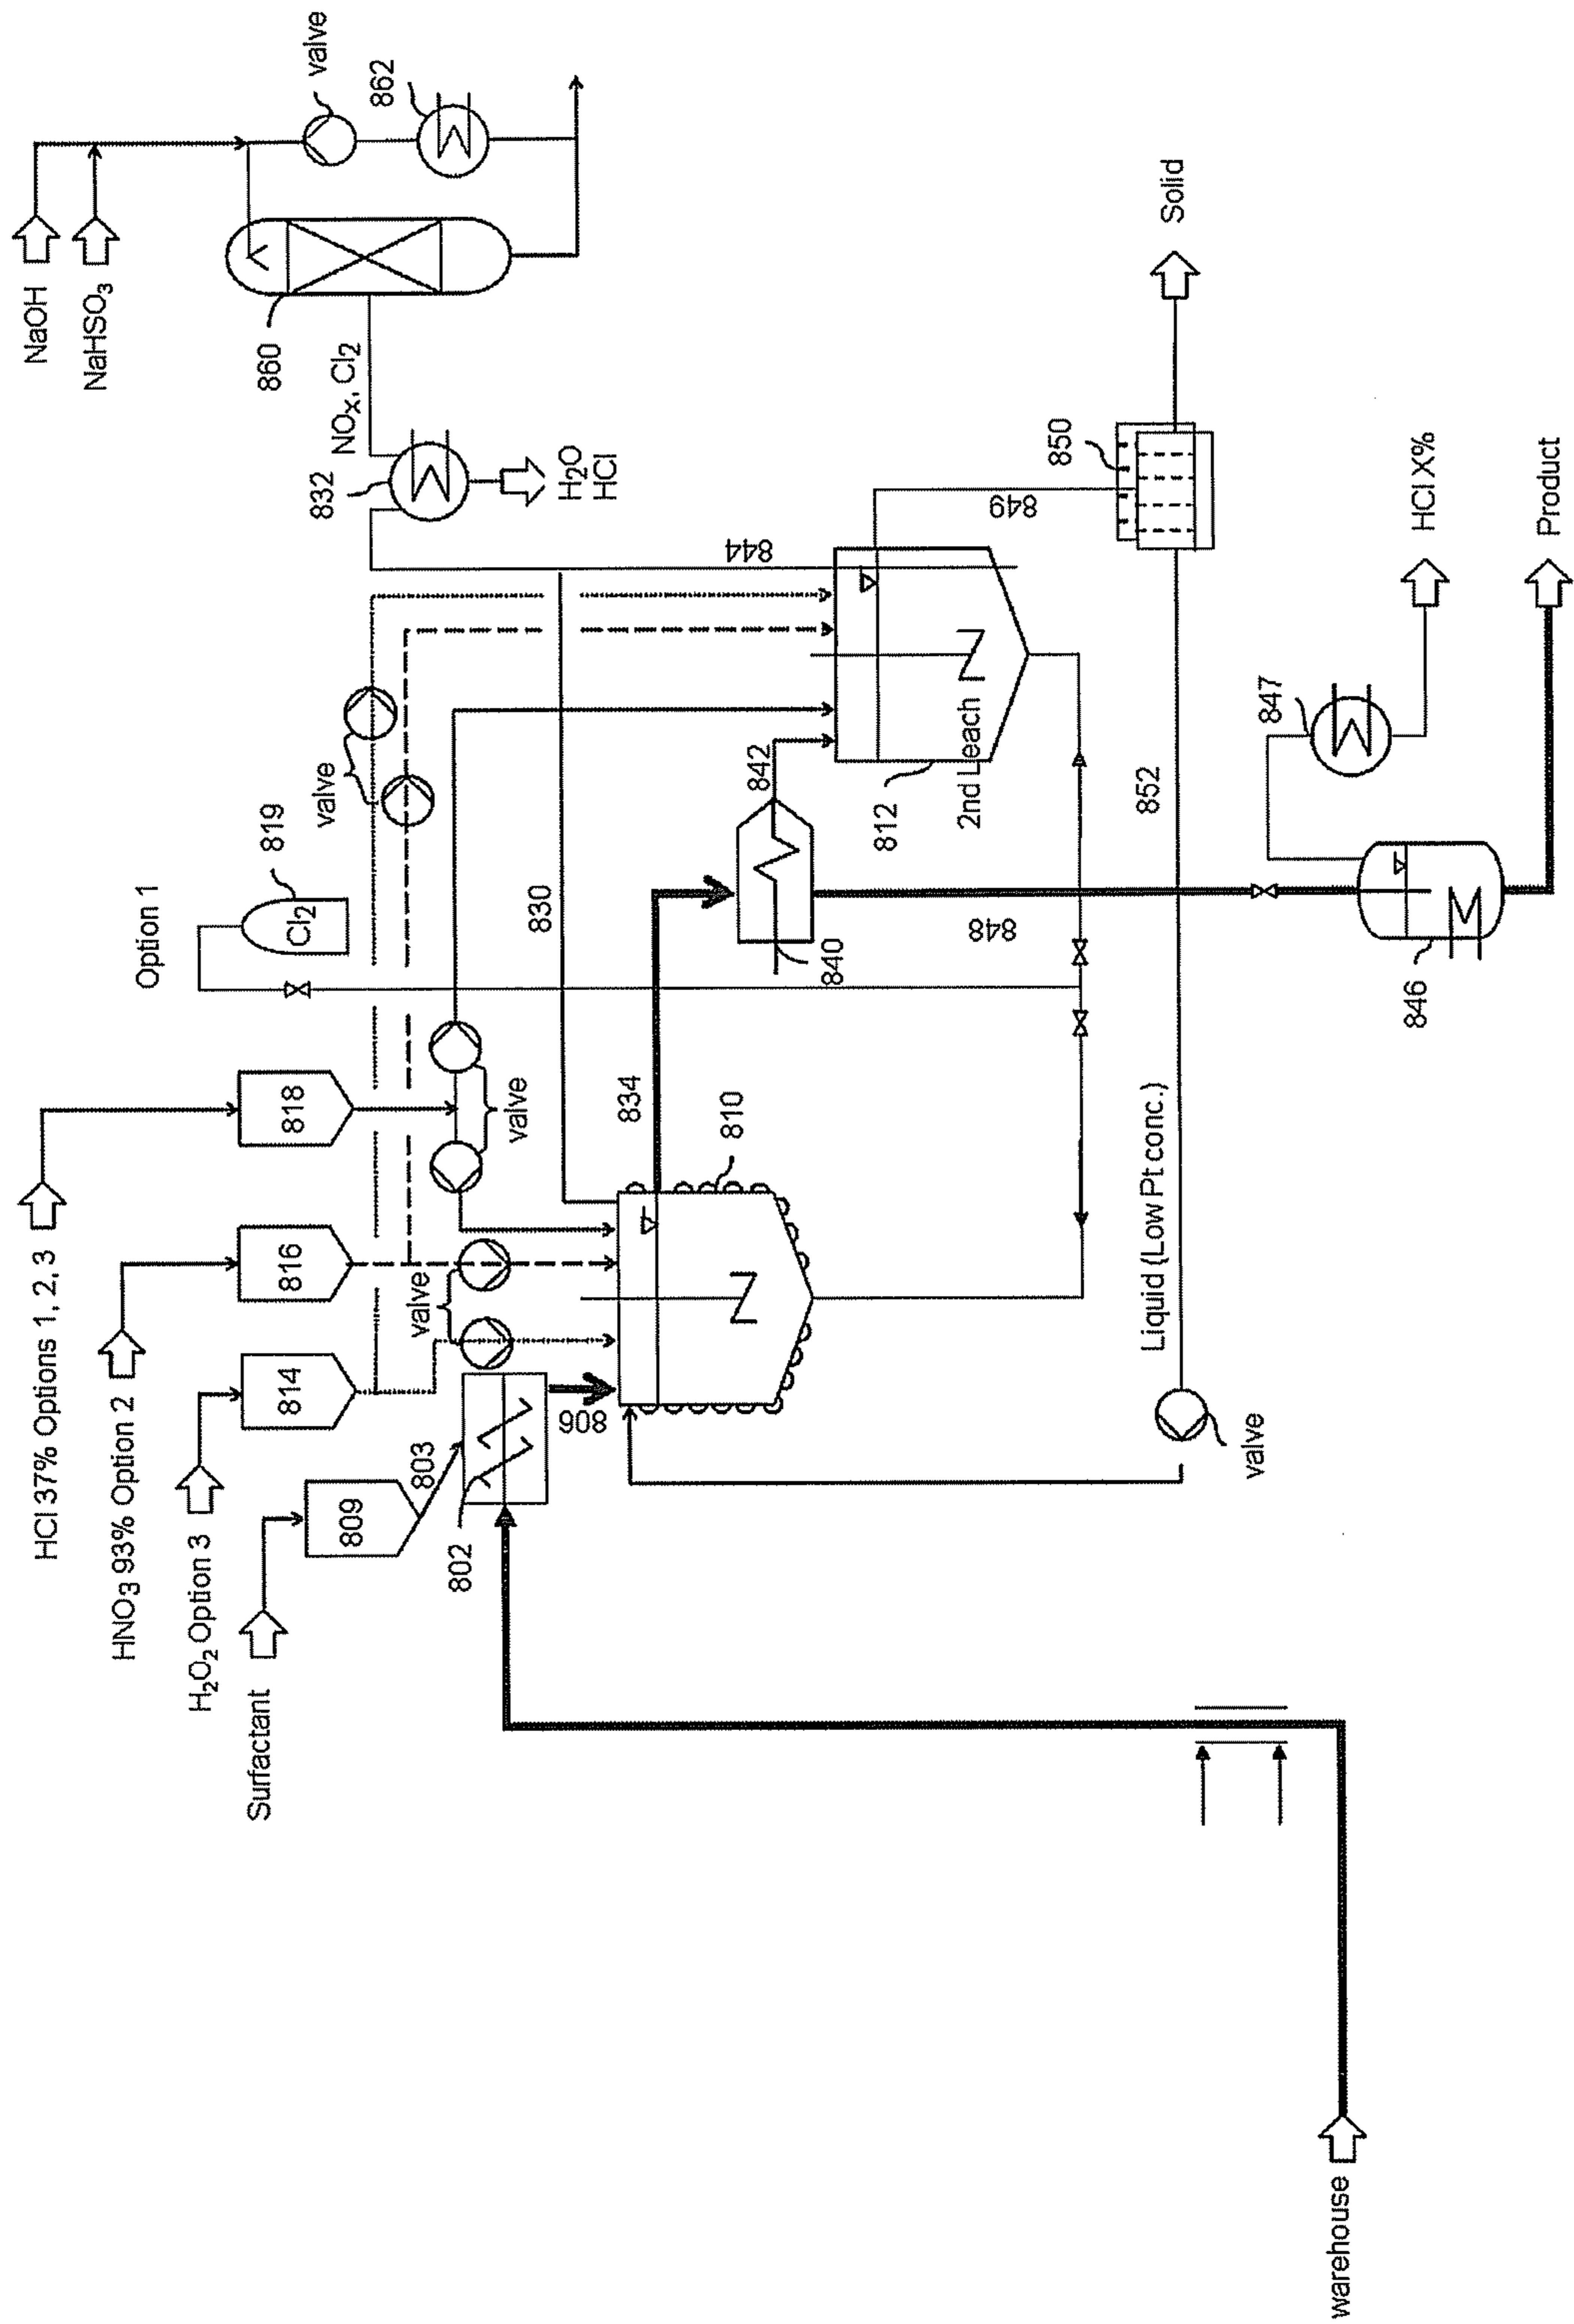 NaOH
NaHSO3
valve
862
860
NOx, Cl2
832
H2O
HCl
Solid
850
849
844
valve
Option 1
819
Cl2
830
842
840
812
2nd Leach
848
852
847
HCl X%
Product
846
HCl 37% Options 1, 2, 3
HNO3 93% Option 2
H2O2 Option 3
Surfactant
818
816
814
809
valve
valve
803
802
806
834
810
Liquid (Low Pt conc.)
valve
warehouse